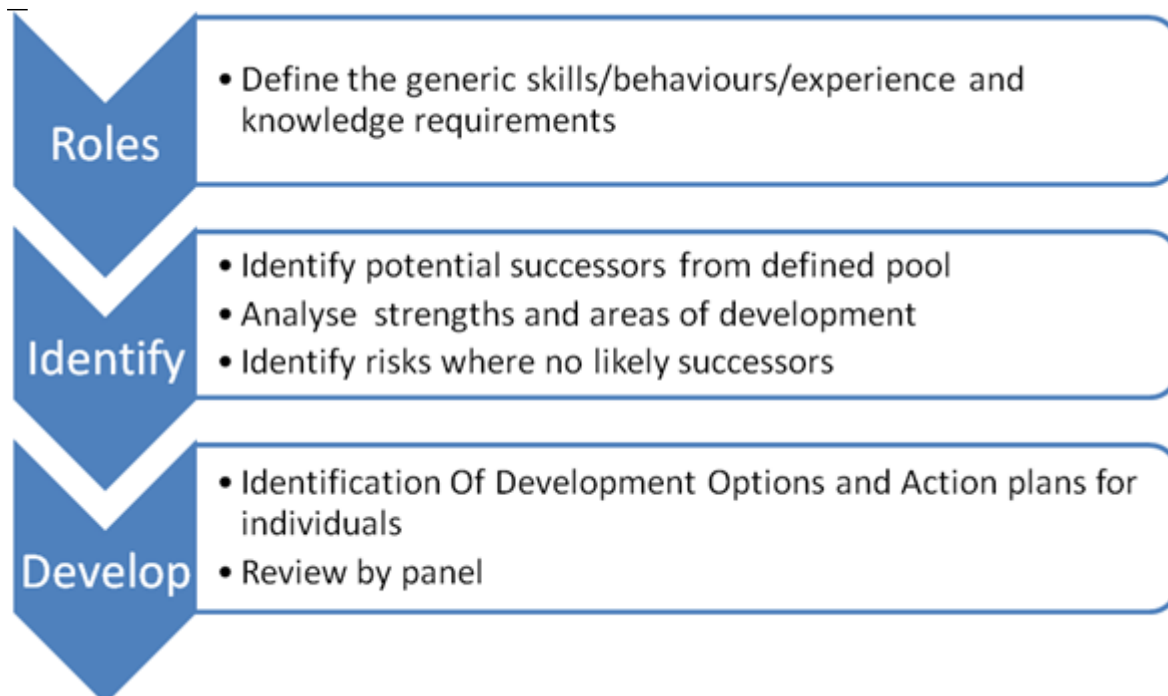 Roles
• Define the generic skills/behaviours/experience and
knowledge requirements
Identify
• Identify potential successors from defined pool
• Analyse strengths and areas of development
• Identify risks where no likely successors
Develop
• Identification Of Development Options and Action plans for
individuals
• Review by panel